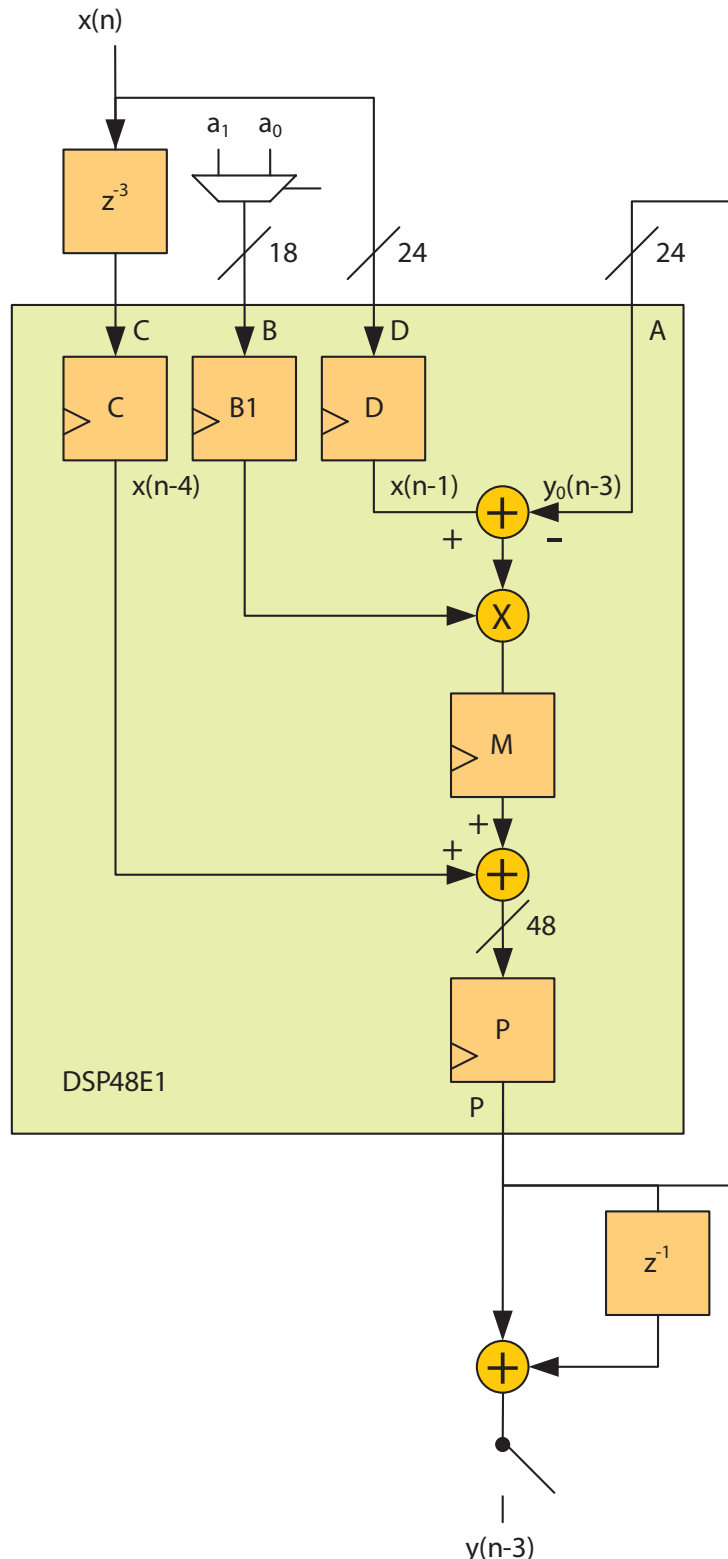 x(n)
a₁ a₀
z⁻³
18
24
24
C
B
D
A
C
B1
D
x(n-4)
x(n-1)
y₀(n-3)
+
+
−
X
M
+
+
+
48
P
DSP48E1
P
z⁻¹
+
y(n-3)